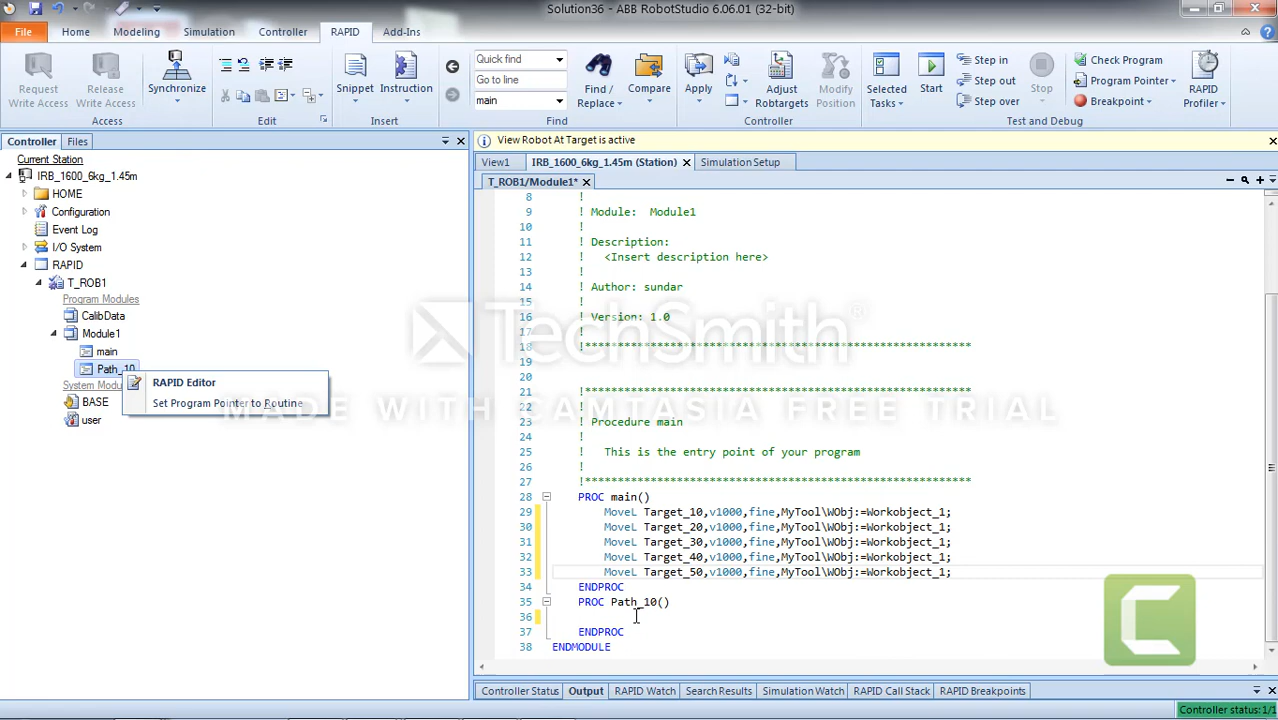 Solution36 - ABB RobotStudio 6.06.01 (32-bit)
File Home Modeling Simulation Controller RAPID Add-Ins
Request Write Access
Release Write Access
Synchronize
Snippet
Instruction
Quick find
Go to line
main
Find / Replace
Compare
Apply
Adjust Robtargets
Modify Position
Selected Tasks
Start
Step in
Step out
Step over
Stop
Check Program
Program Pointer
Breakpoint
RAPID Profiler
Access Edit Insert Find Controller Test and Debug
Controller Files
Current Station
IRB_1600_6kg_1.45m
HOME
Configuration
Event Log
I/O System
RAPID
T_ROB1
Program Modules
CalibData
Module1
main
Path_10
System Modu
BASE
user
RAPID Editor
Set Program Pointer to Routine
View Robot At Target is active
View1 IRB_1600_6kg_1.45m (Station) Simulation Setup
T_ROB1/Module1*
8 !
9 ! Module: Module1
10 !
11 ! Description:
12 ! <Insert description here>
13 !
14 ! Author: sundar
15 !
16 ! Version: 1.0
17 !
18 !***********************************************************
19
20
21 !***********************************************************
22 !
23 ! Procedure main
24 !
25 ! This is the entry point of your program
26 !
27 !***********************************************************
28 PROC main()
29 MoveL Target_10,v1000,fine,MyTool\WObj:=Workobject_1;
30 MoveL Target_20,v1000,fine,MyTool\WObj:=Workobject_1;
31 MoveL Target_30,v1000,fine,MyTool\WObj:=Workobject_1;
32 MoveL Target_40,v1000,fine,MyTool\WObj:=Workobject_1;
33 MoveL Target_50,v1000,fine,MyTool\WObj:=Workobject_1;
34 ENDPROC
35 PROC Path_10()
36
37 ENDPROC
38 ENDMODULE
TechSmith®
MADE WITH CAMTASIA FREE TRIAL
C
Controller Status Output RAPID Watch Search Results Simulation Watch RAPID Call Stack RAPID Breakpoints
Controller status: 1/1